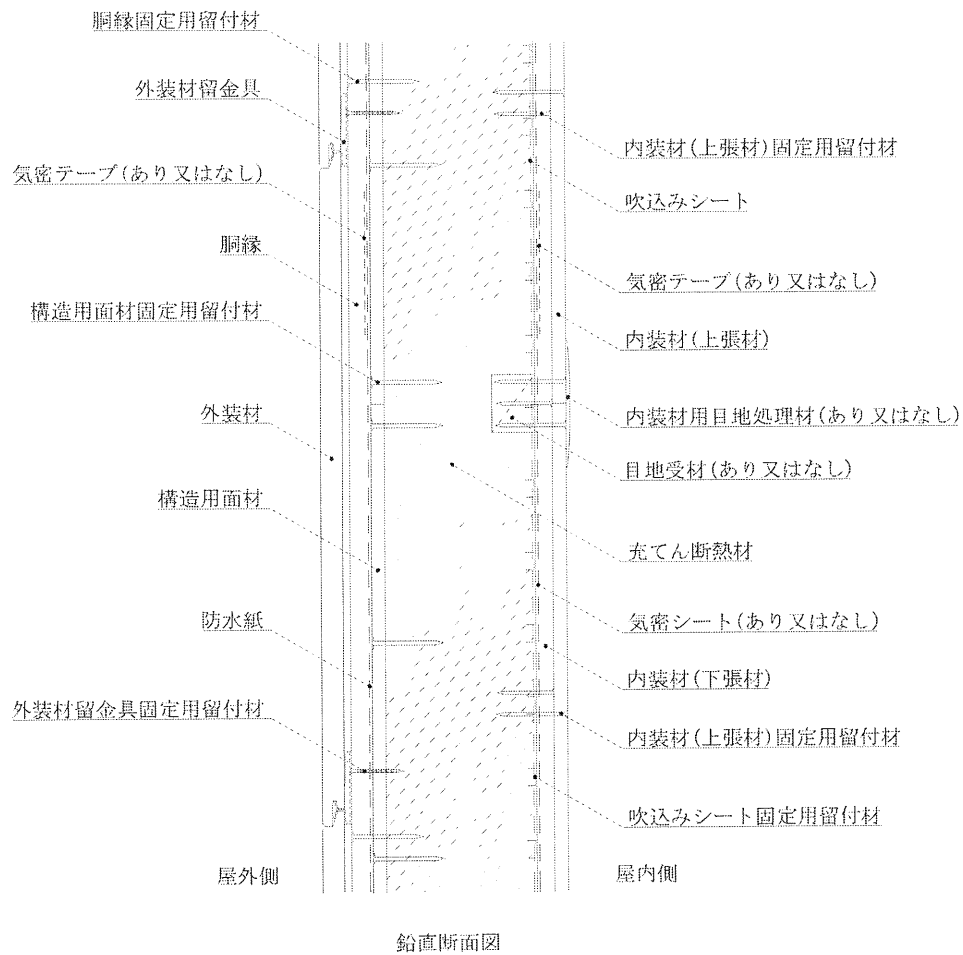 胴縁固定用留付材
外装材留金具
気密テープ(あり又はなし)
胴縁
構造用面材固定用留付材
外装材
構造用面材
防水紙
外装材留金具固定用留付材
屋外側
内装材(上張材)固定用留付材
吹込みシート
気密テープ(あり又はなし)
内装材(上張材)
内装材用目地処理材(あり又はなし)
目地受材(あり又はなし)
充てん断熱材
気密シート(あり又はなし)
内装材(下張材)
内装材(上張材)固定用留付材
吹込みシート固定用留付材
屋内側
鉛直断面図